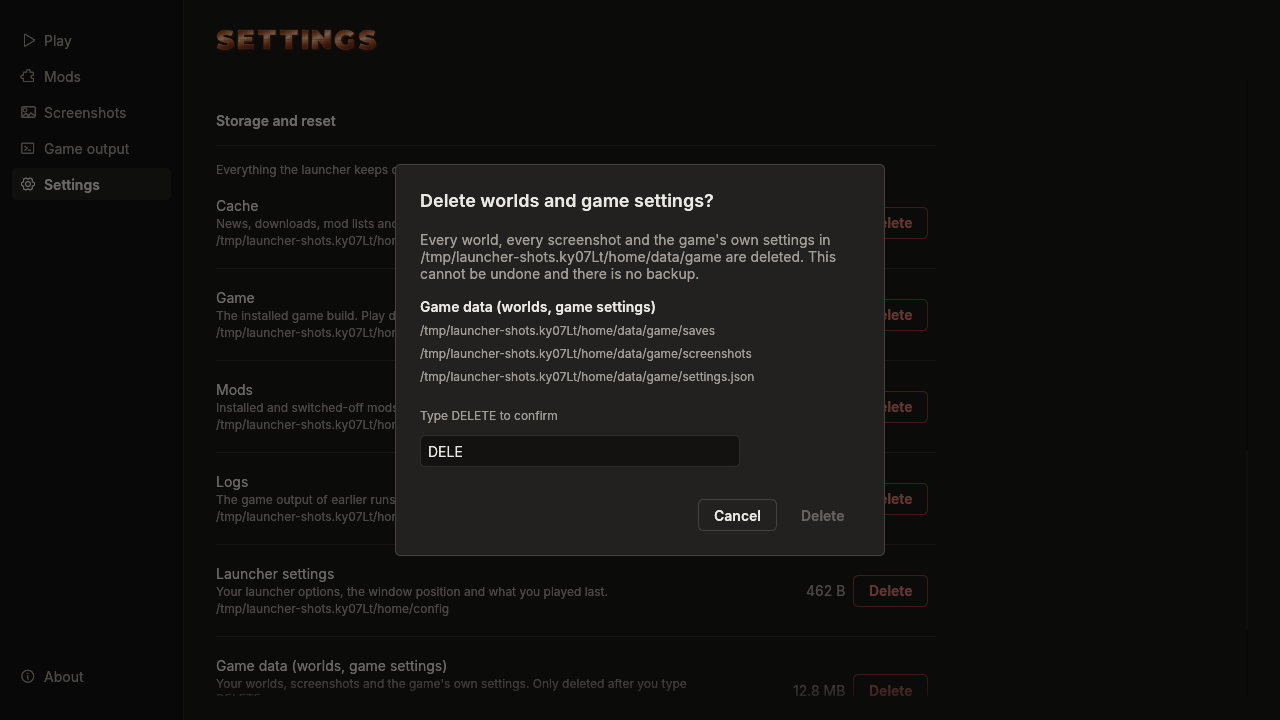 Play
Mods
Screenshots
Game output
Settings
About
SETTINGS
Storage and reset
Everything the launcher keeps
Cache
News, downloads, mod lists and
/tmp/launcher-shots.ky07Lt/hom
elete
Game
The installed game build. Play d
/tmp/launcher-shots.ky07Lt/hom
elete
Mods
Installed and switched-off mods
/tmp/launcher-shots.ky07Lt/hom
elete
Logs
The game output of earlier runs
/tmp/launcher-shots.ky07Lt/hom
elete
Launcher settings
Your launcher options, the window position and what you played last.
/tmp/launcher-shots.ky07Lt/home/config
462 B
Delete
Game data (worlds, game settings)
Your worlds, screenshots and the game's own settings. Only deleted after you type
12.8 MB
Delete
Delete worlds and game settings?
Every world, every screenshot and the game's own settings in
/tmp/launcher-shots.ky07Lt/home/data/game are deleted. This
cannot be undone and there is no backup.
Game data (worlds, game settings)
/tmp/launcher-shots.ky07Lt/home/data/game/saves
/tmp/launcher-shots.ky07Lt/home/data/game/screenshots
/tmp/launcher-shots.ky07Lt/home/data/game/settings.json
Type DELETE to confirm
DELE
Cancel
Delete